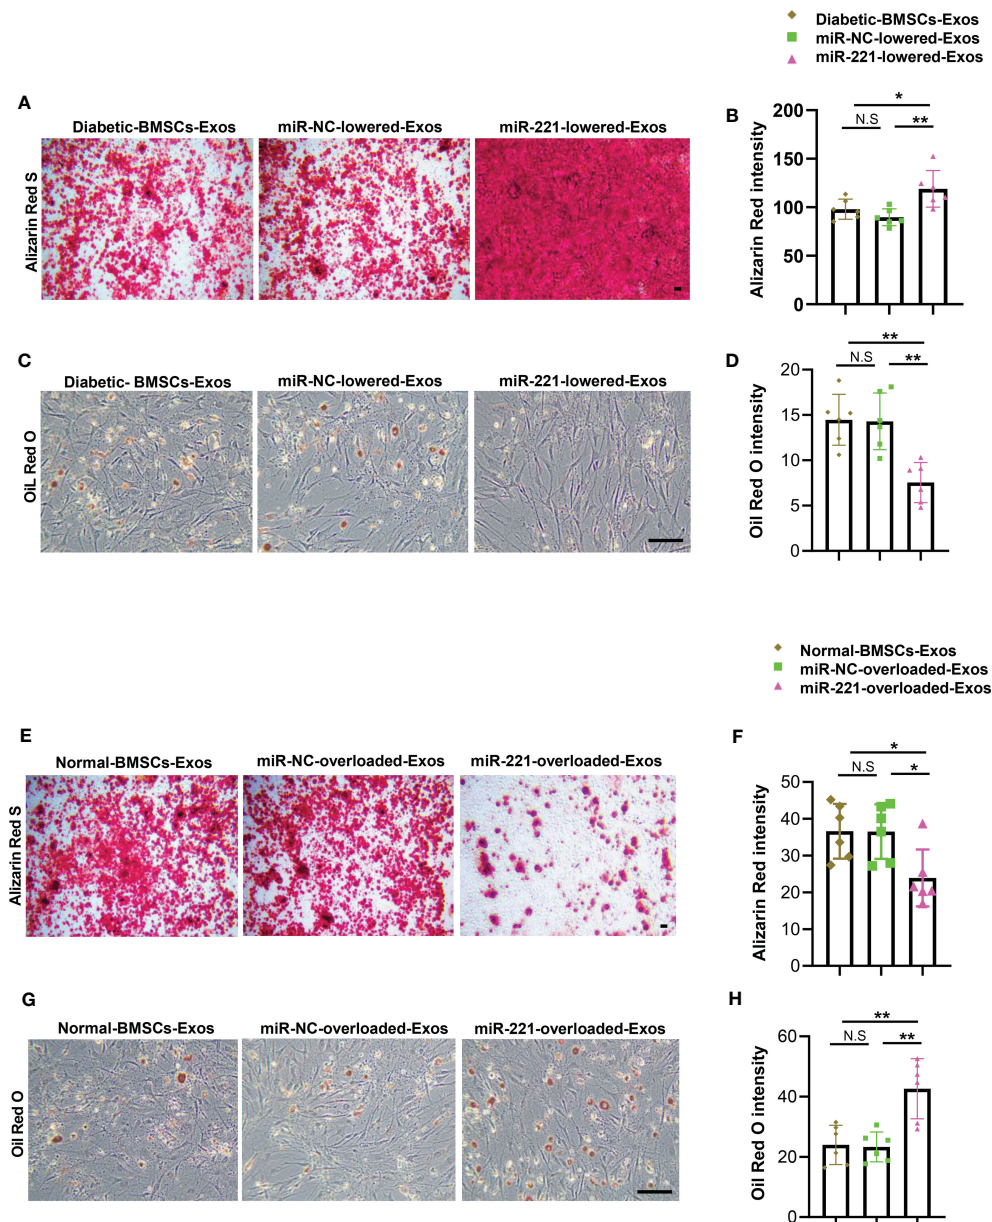 Diabetic-BMSCs-Exos
miR-NC-lowered-Exos
miR-221-lowered-Exos
A
Diabetic-BMSCs-Exos miR-NC-lowered-Exos miR-221-lowered-Exos
Alizarin Red S
B
200
150
100
50
0
Alizarin Red intensity
*
N.S **
C
Diabetic- BMSCs-Exos miR-NC-lowered-Exos miR-221-lowered-Exos
OiL Red O
D
20
15
10
5
0
Oil Red O intensity
**
N.S **
Normal-BMSCs-Exos
miR-NC-overloaded-Exos
miR-221-overloaded-Exos
E
Normal-BMSCs-Exos miR-NC-overloaded-Exos miR-221-overloaded-Exos
Alizarin Red S
F
50
40
30
20
10
0
Alizarin Red intensity
*
N.S *
G
Normal-BMSCs-Exos miR-NC-overloaded-Exos miR-221-overloaded-Exos
Oil Red O
H
60
40
20
0
Oil Red O intensity
**
N.S **